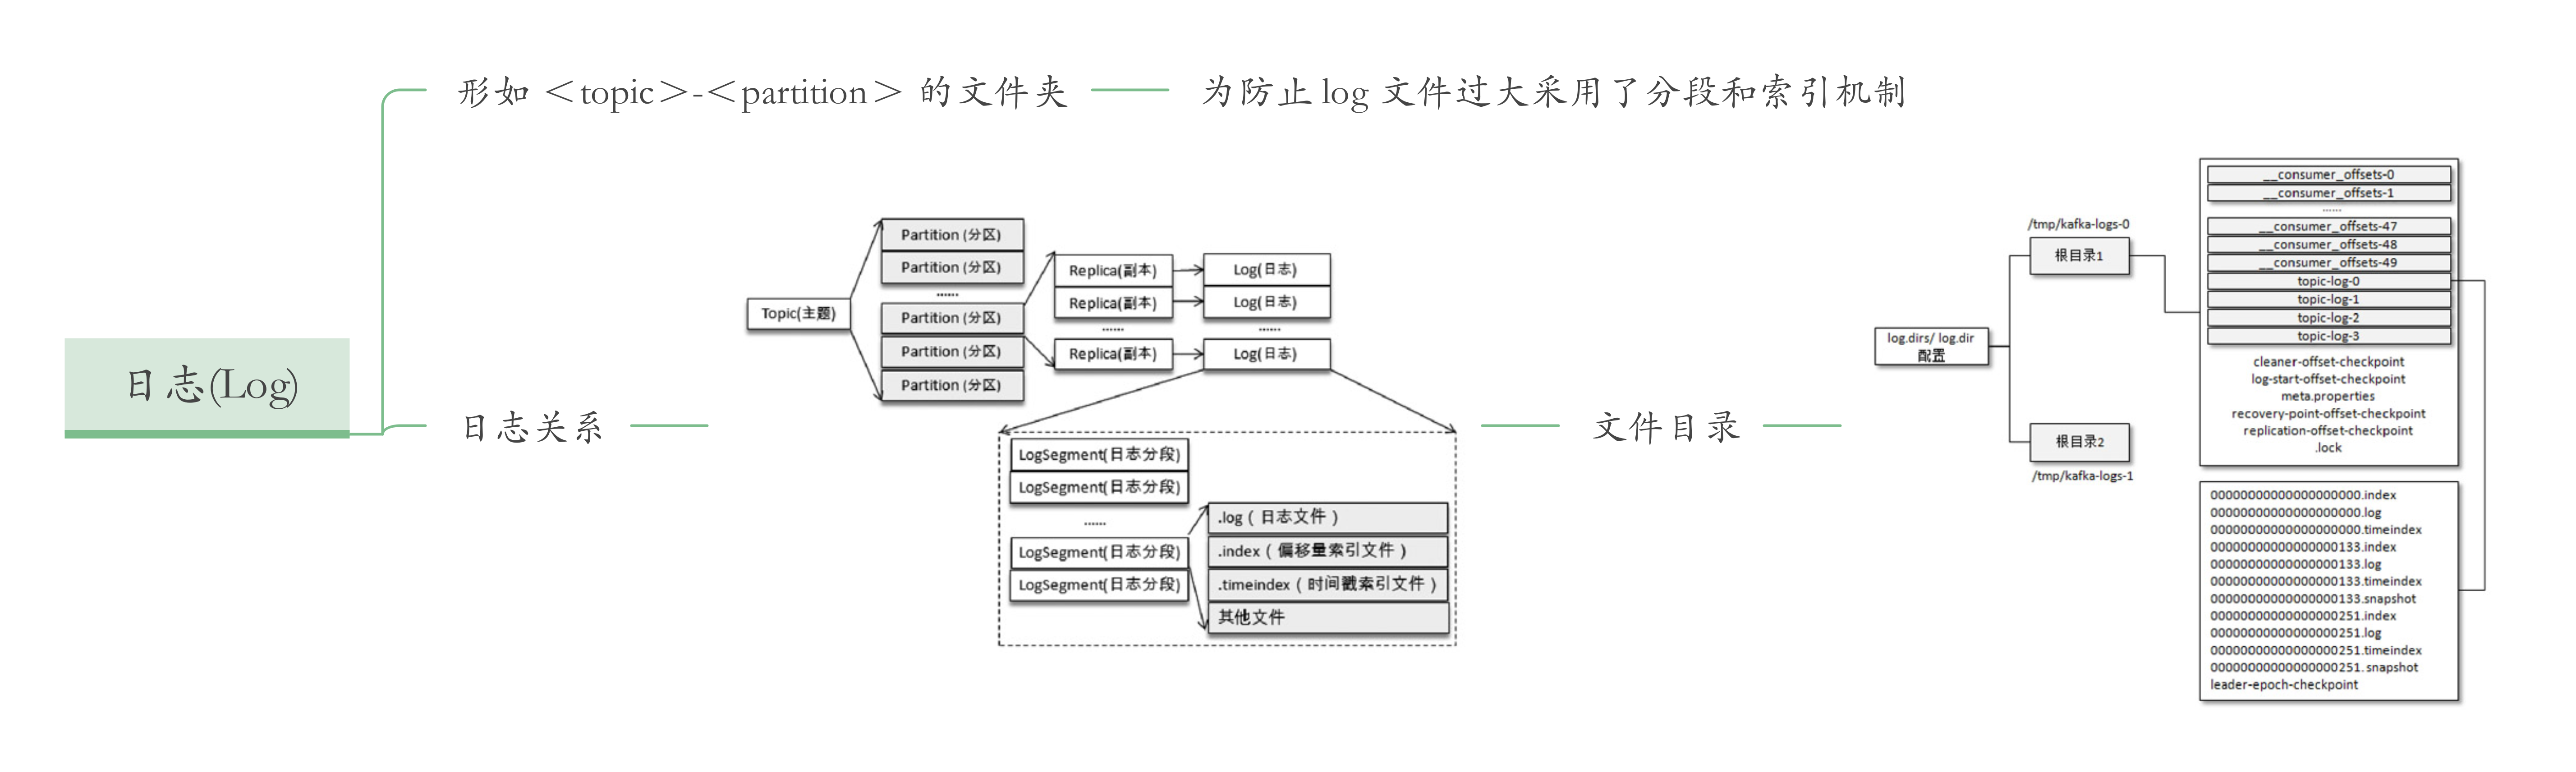 日志(Log)
形如 <topic>-<partition> 的文件夹
为防止 log 文件过大采用了分段和索引机制
日志关系
Topic(主题)
Partition (分区)
Partition (分区)
......
Partition (分区)
Partition (分区)
Partition (分区)
Replica(副本)
Replica(副本)
......
Replica(副本)
Log(日志)
Log(日志)
......
Log(日志)
LogSegment(日志分段)
LogSegment(日志分段)
......
LogSegment(日志分段)
LogSegment(日志分段)
.log ( 日志文件 )
.index ( 偏移量索引文件 )
.timeindex ( 时间戳索引文件 )
其他文件
文件目录
log.dirs/ log.dir
配置
/tmp/kafka-logs-0
根目录1
根目录2
/tmp/kafka-logs-1
__consumer_offsets-0
__consumer_offsets-1
......
__consumer_offsets-47
__consumer_offsets-48
__consumer_offsets-49
topic-log-0
topic-log-1
topic-log-2
topic-log-3
cleaner-offset-checkpoint
log-start-offset-checkpoint
meta.properties
recovery-point-offset-checkpoint
replication-offset-checkpoint
.lock
00000000000000000000.index
00000000000000000000.log
00000000000000000000.timeindex
00000000000000000133.index
00000000000000000133.log
00000000000000000133.timeindex
00000000000000000133.snapshot
00000000000000000251.index
00000000000000000251.log
00000000000000000251.timeindex
00000000000000000251. snapshot
leader-epoch-checkpoint